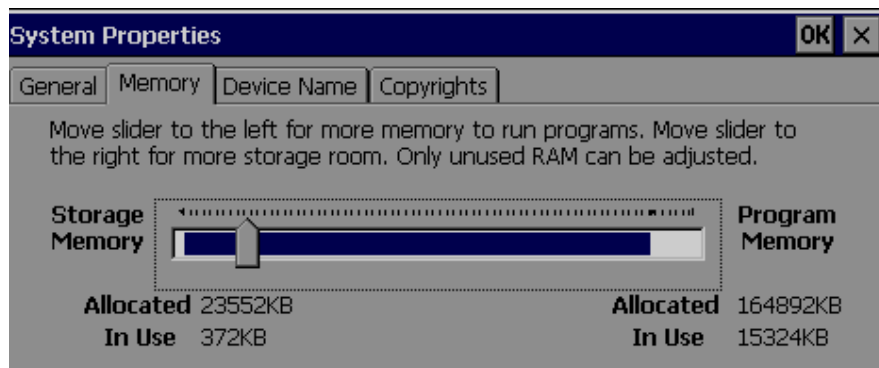 System Properties OK ×
General Memory Device Name Copyrights
Move slider to the left for more memory to run programs. Move slider to
the right for more storage room. Only unused RAM can be adjusted.
Storage Program
Memory Memory
Allocated 23552KB Allocated 164892KB
In Use 372KB In Use 15324KB